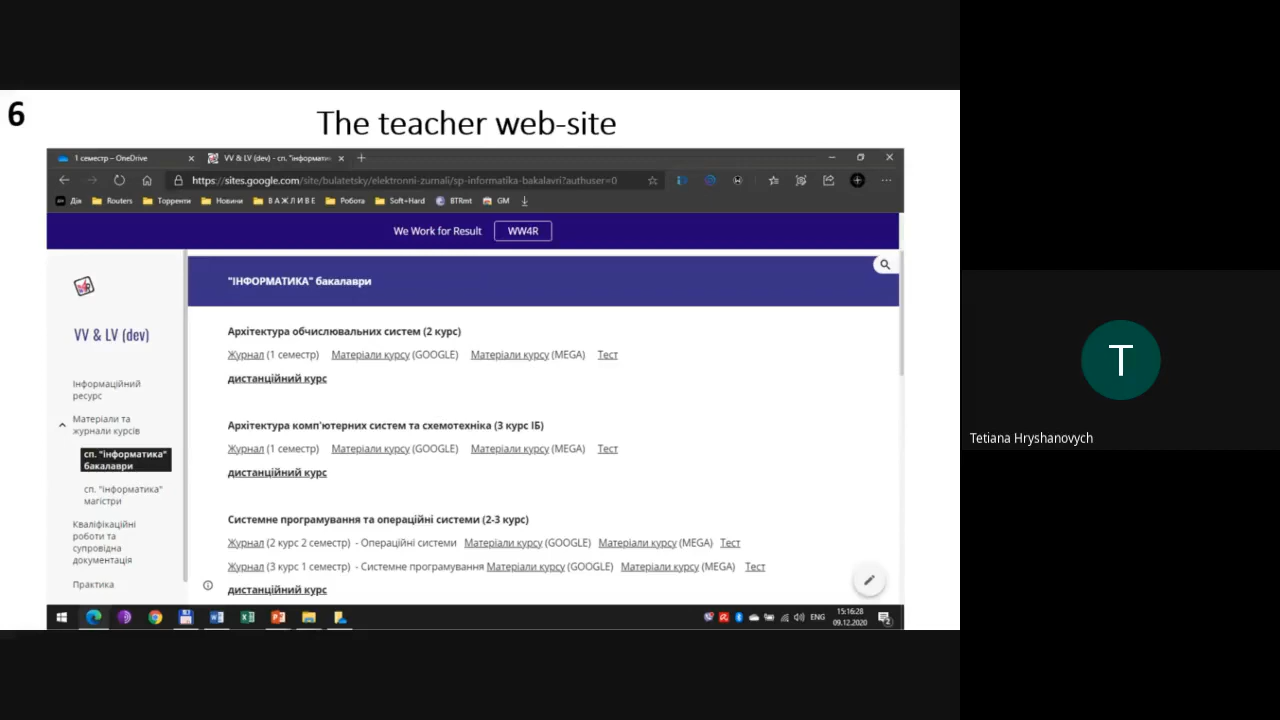 6
The teacher web-site
1 семестр – OneDrive
VV & LV (dev) - сп. "інформати
https://sites.google.com/site/bulatetsky/elektronni-zurnali/sp-informatika-bakalavri?authuser=0
Дія Routers Торренти Новини В А Ж Л И В Е Робота Soft+Hard BTRmt GM
We Work for Result WW4R
VV & LV (dev)
Інформаційний
ресурс
Матеріали та
журнали курсів
сп. "інформатика"
бакалаври
сп. "інформатика"
магістри
Кваліфікаційні
роботи та
супровідна
документація
Практика
"ІНФОРМАТИКА" бакалаври
Архітектура обчислювальних систем (2 курс)
Журнал (1 семестр) Матеріали курсу (GOOGLE) Матеріали курсу (MEGA) Тест
дистанційний курс
Архітектура комп'ютерних систем та схемотехніка (3 курс ІБ)
Журнал (1 семестр) Матеріали курсу (GOOGLE) Матеріали курсу (MEGA) Тест
дистанційний курс
Системне програмування та операційні системи (2-3 курс)
Журнал (2 курс 2 семестр) - Операційні системи Матеріали курсу (GOOGLE) Матеріали курсу (MEGA) Тест
Журнал (3 курс 1 семестр) - Системне програмування Матеріали курсу (GOOGLE) Матеріали курсу (MEGA) Тест
дистанційний курс
ENG
15:16:28
09.12.2020
T
Tetiana Hryshanovych